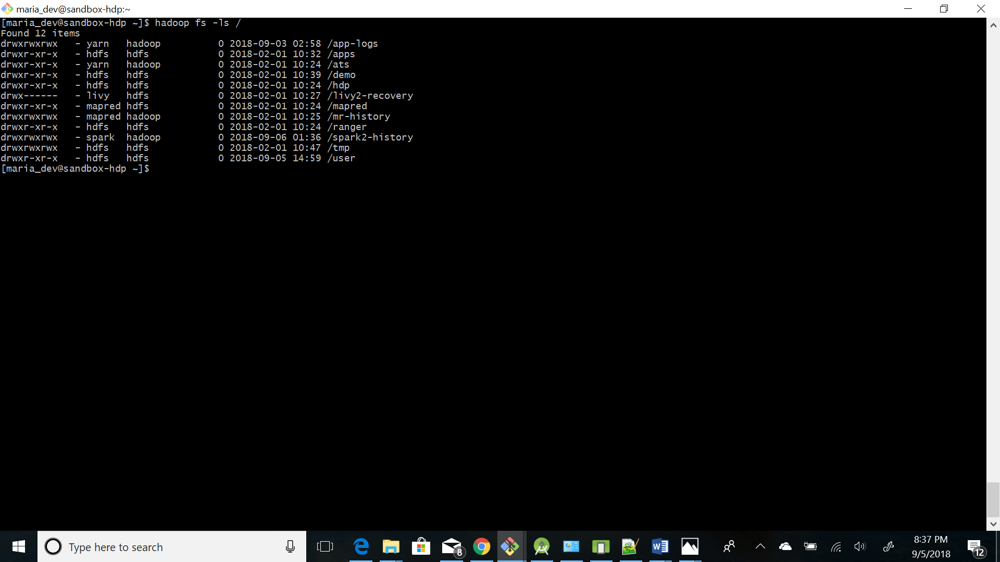 maria_dev@sandbox-hdp:~
[maria_dev@sandbox-hdp ~]$ hadoop fs -ls /
Found 12 items
drwxrwxrwx   - yarn   hadoop          0 2018-09-03 02:58 /app-logs
drwxr-xr-x   - hdfs   hdfs            0 2018-02-01 10:32 /apps
drwxr-xr-x   - yarn   hadoop          0 2018-02-01 10:24 /ats
drwxr-xr-x   - hdfs   hdfs            0 2018-02-01 10:39 /demo
drwxr-xr-x   - hdfs   hdfs            0 2018-02-01 10:24 /hdp
drwx------   - livy   hdfs            0 2018-02-01 10:27 /livy2-recovery
drwxr-xr-x   - mapred hdfs            0 2018-02-01 10:24 /mapred
drwxrwxrwx   - mapred hadoop          0 2018-02-01 10:25 /mr-history
drwxr-xr-x   - hdfs   hdfs            0 2018-02-01 10:24 /ranger
drwxrwxrwx   - spark  hadoop          0 2018-09-06 01:36 /spark2-history
drwxrwxrwx   - hdfs   hdfs            0 2018-02-01 10:47 /tmp
drwxr-xr-x   - hdfs   hdfs            0 2018-09-05 14:59 /user
[maria_dev@sandbox-hdp ~]$
Type here to search
8
8:37 PM
9/5/2018
12